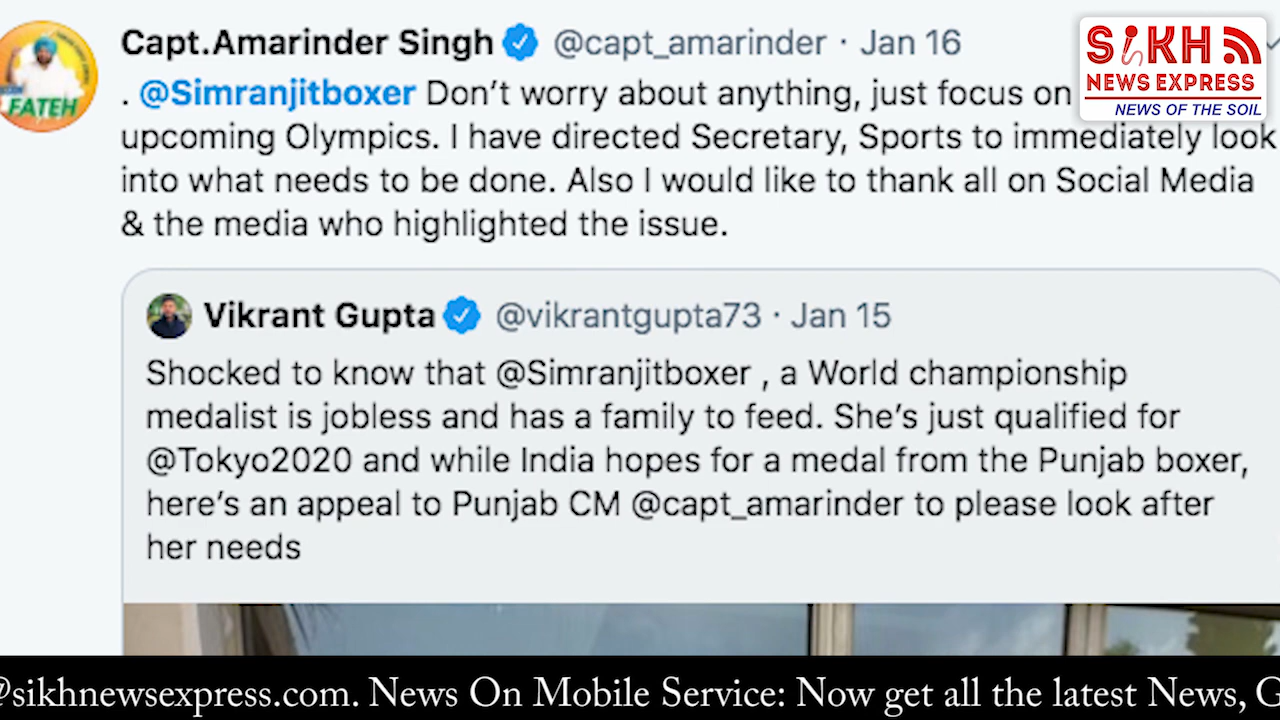 Capt.Amarinder Singh @capt_amarinder · Jan 16
SiKH
NEWS EXPRESS
NEWS OF THE SOIL
FATEH
. @Simranjitboxer Don’t worry about anything, just focus on
upcoming Olympics. I have directed Secretary, Sports to immediately look
into what needs to be done. Also I would like to thank all on Social Media
& the media who highlighted the issue.
Vikrant Gupta @vikrantgupta73 · Jan 15
Shocked to know that @Simranjitboxer , a World championship
medalist is jobless and has a family to feed. She’s just qualified for
@Tokyo2020 and while India hopes for a medal from the Punjab boxer,
here’s an appeal to Punjab CM @capt_amarinder to please look after
her needs
@sikhnewsexpress.com. News On Mobile Service: Now get all the latest News, G